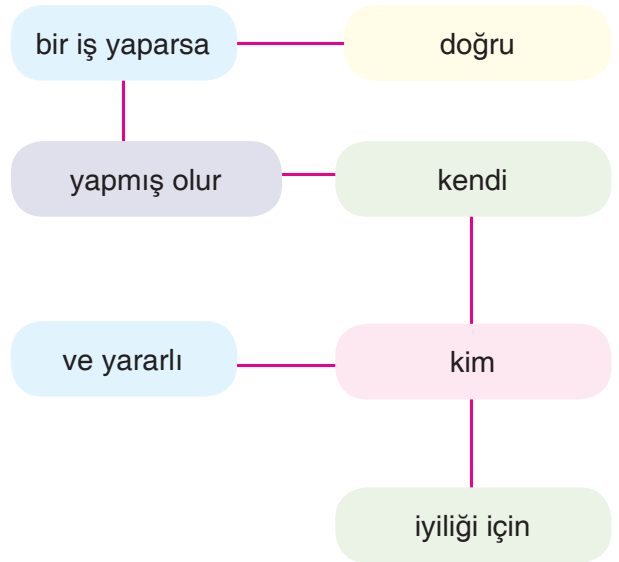 bir iş yaparsa
doğru
yapmış olur
kendi
ve yararlı
kim
iyiliği için